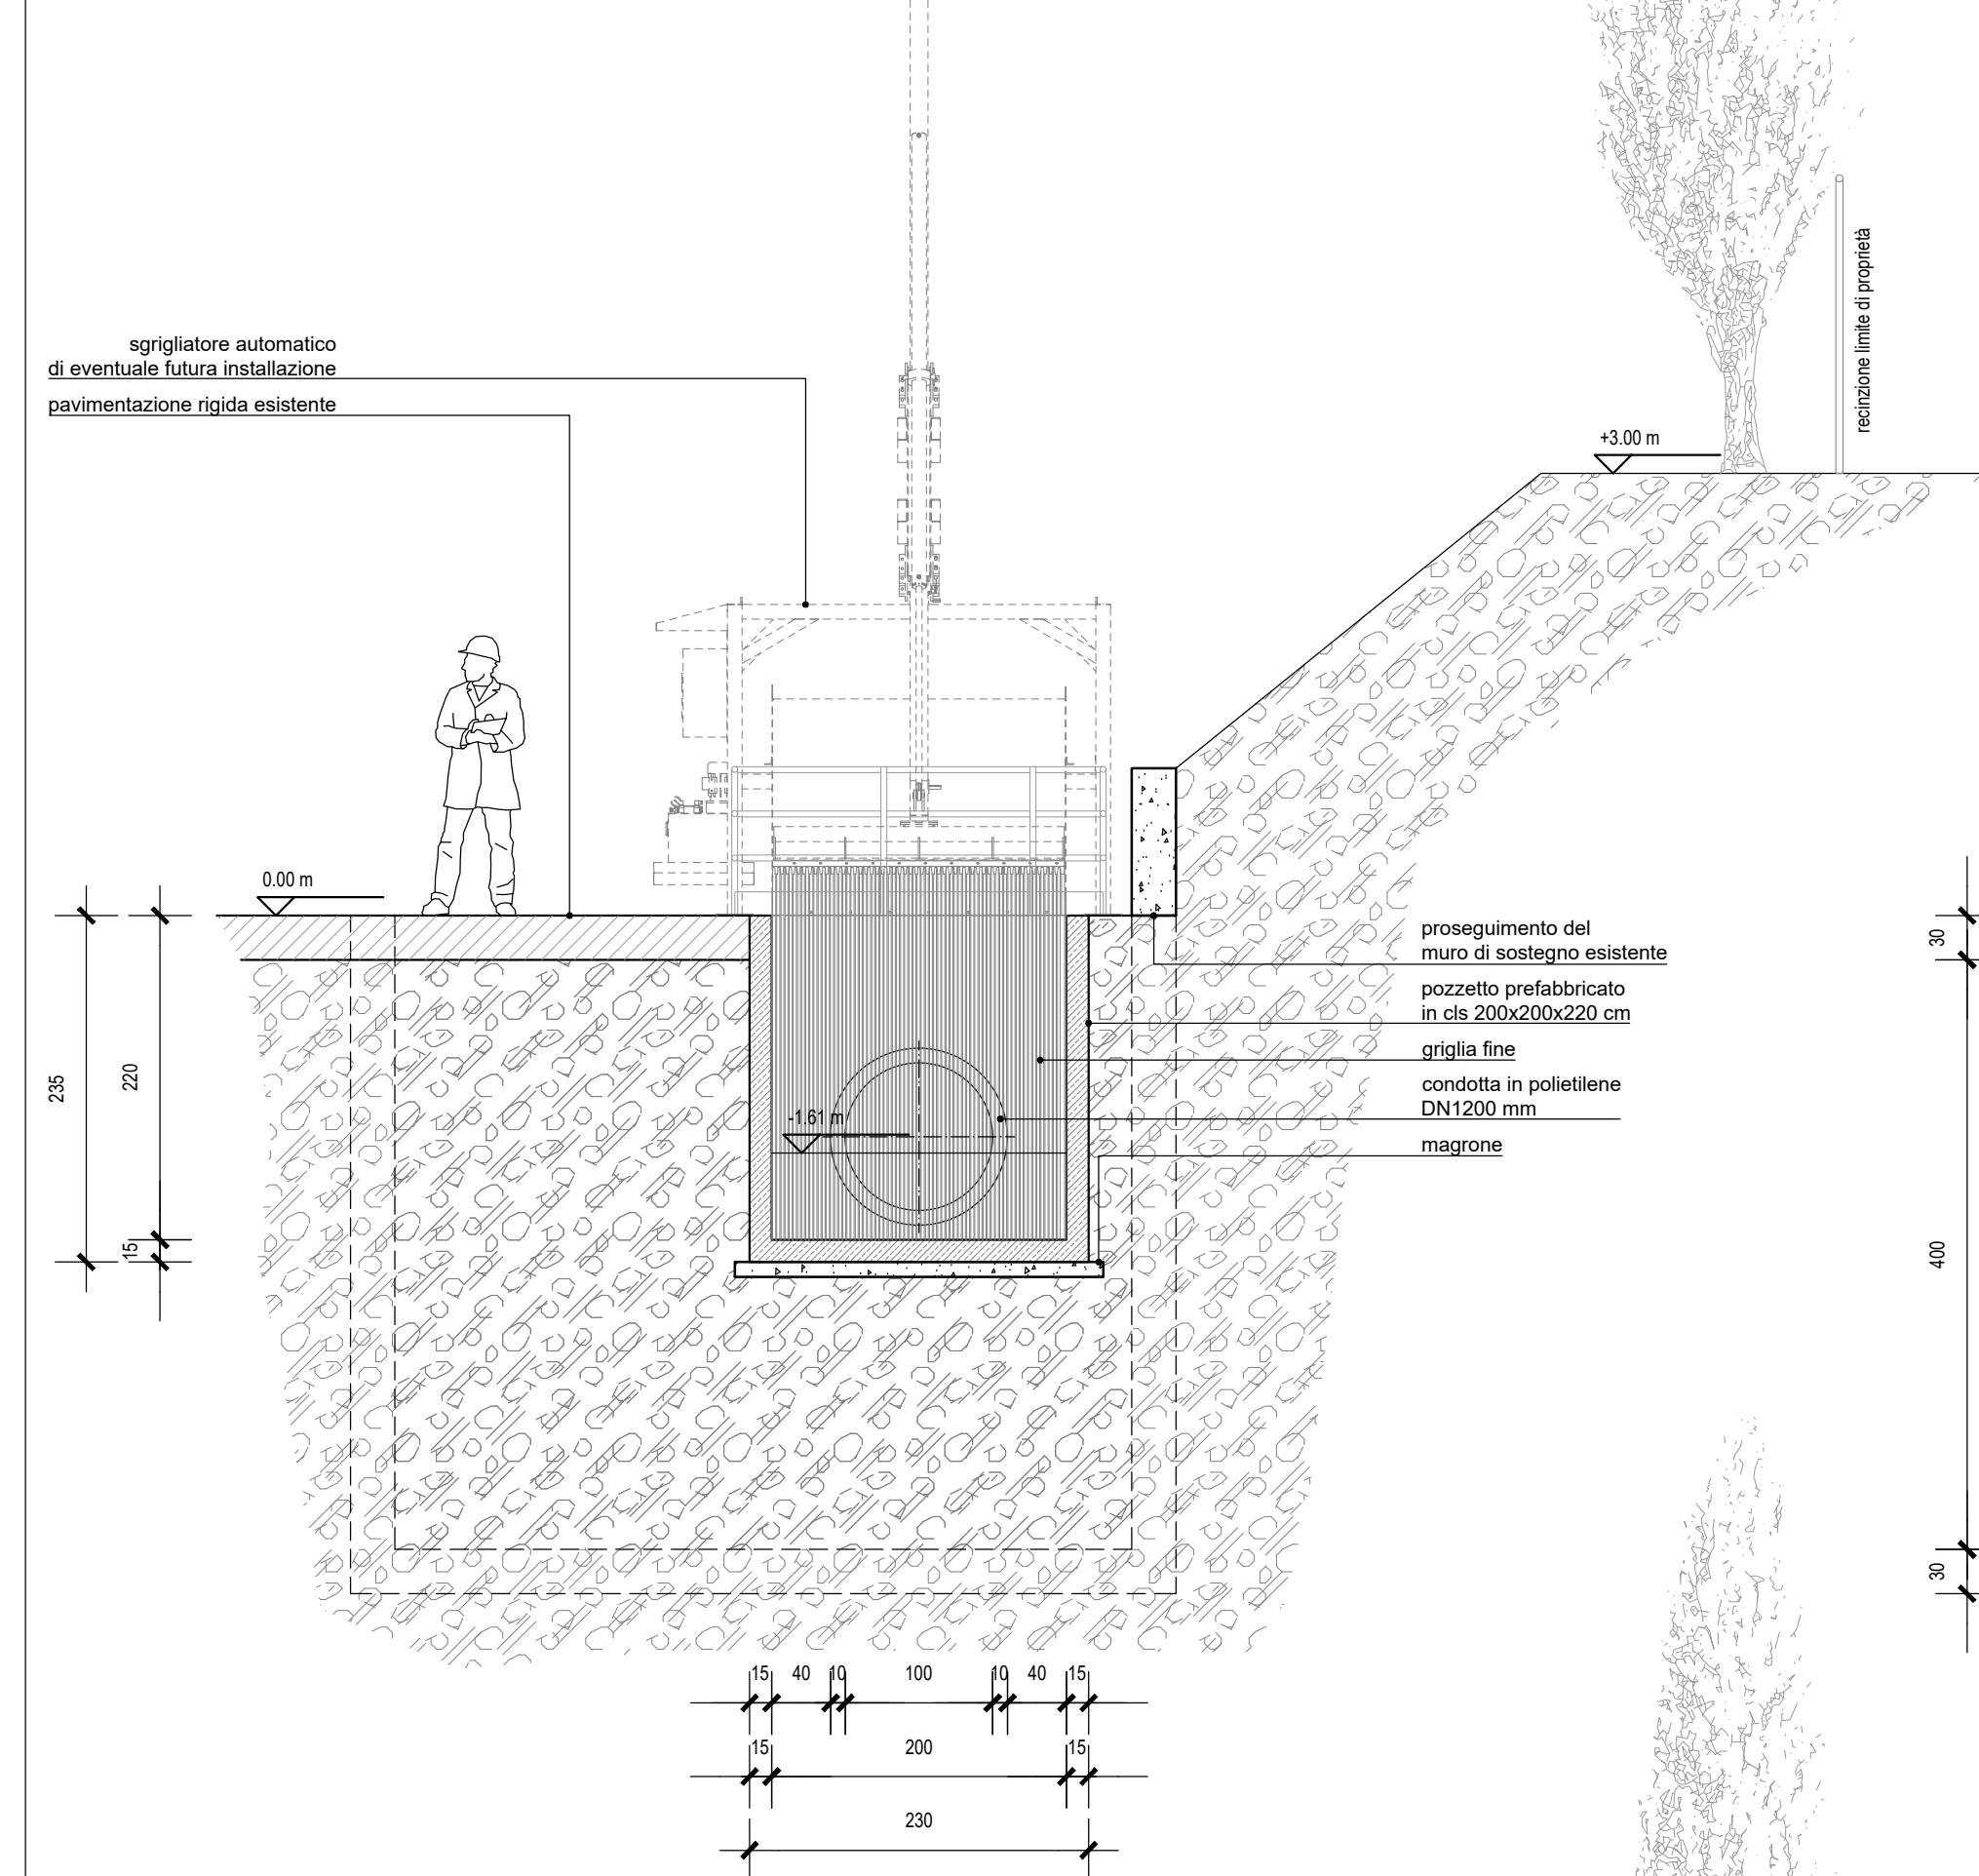 sgrigliatore automatico
di eventuale futura installazione
pavimentazione rigida esistente
recinzione limite di proprietà
+3.00 m
0.00 m
proseguimento del
muro di sostegno esistente
pozzetto prefabbricato
in cls 200x200x220 cm
griglia fine
condotta in polietilene
DN1200 mm
magrone
-1.61 m
235
220
15
30
400
30
15 40 10 100 10 40 15
15 200 15
230